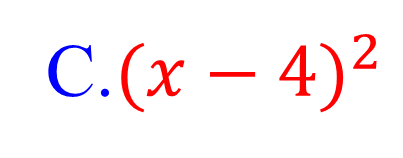 C.(x − 4)²